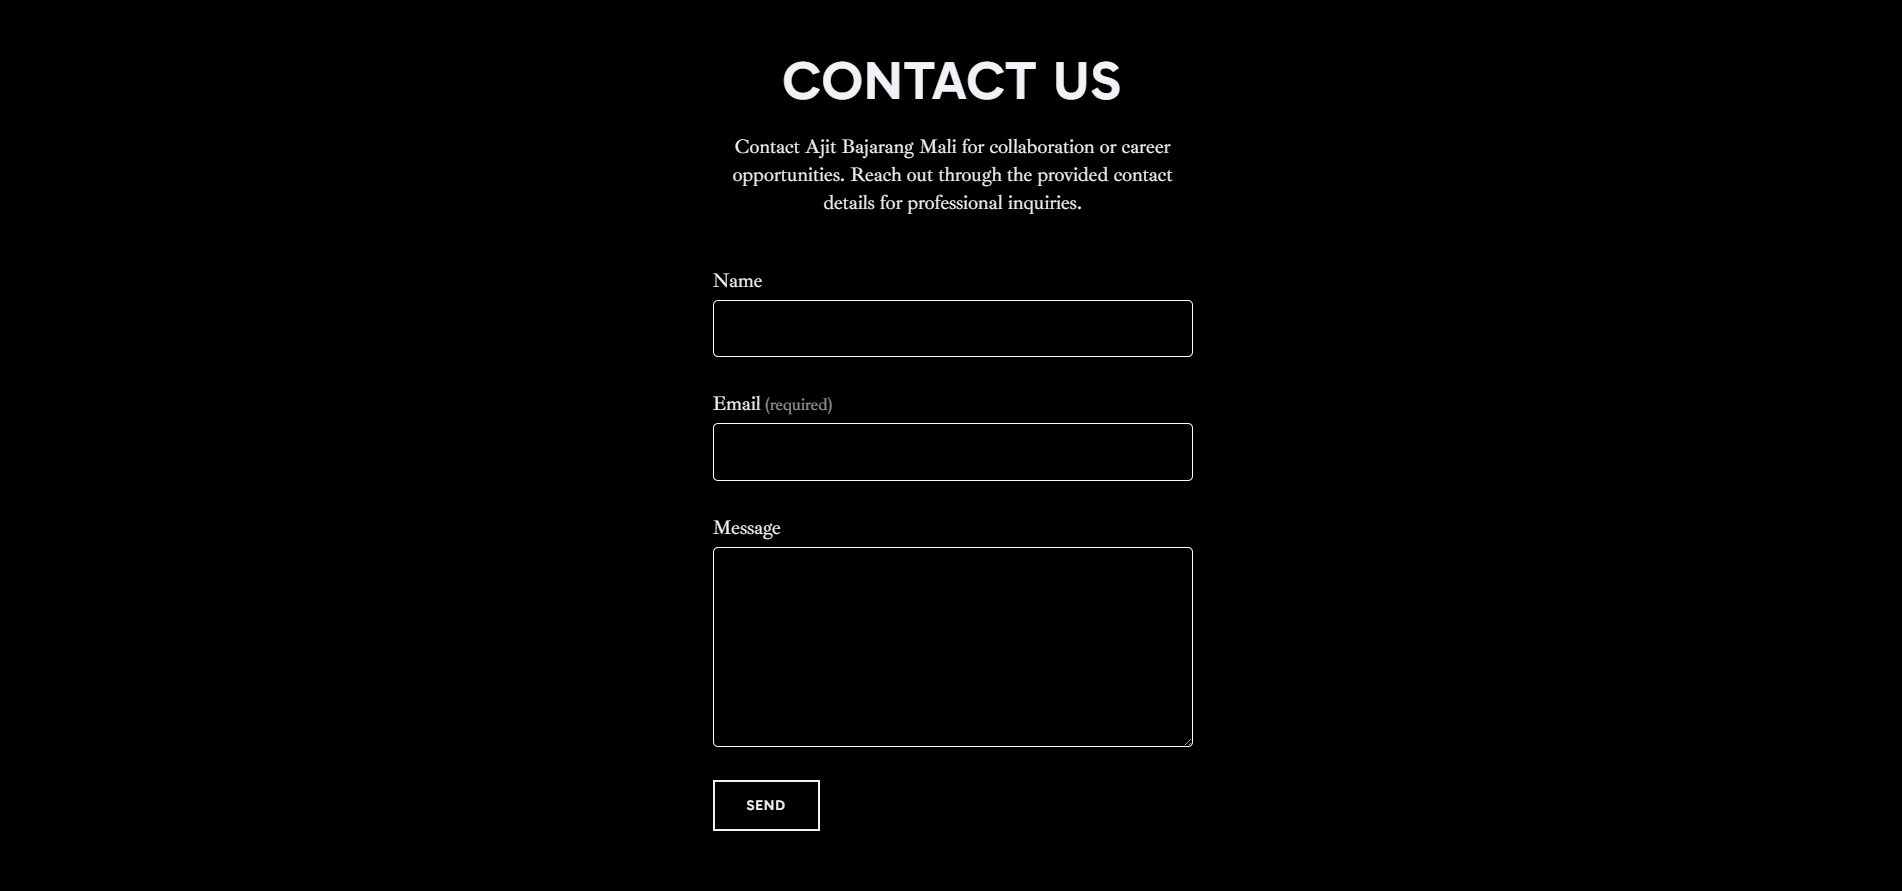 CONTACT US
Contact Ajit Bajarang Mali for collaboration or career
opportunities. Reach out through the provided contact
details for professional inquiries.
Name
Email (required)
Message
SEND